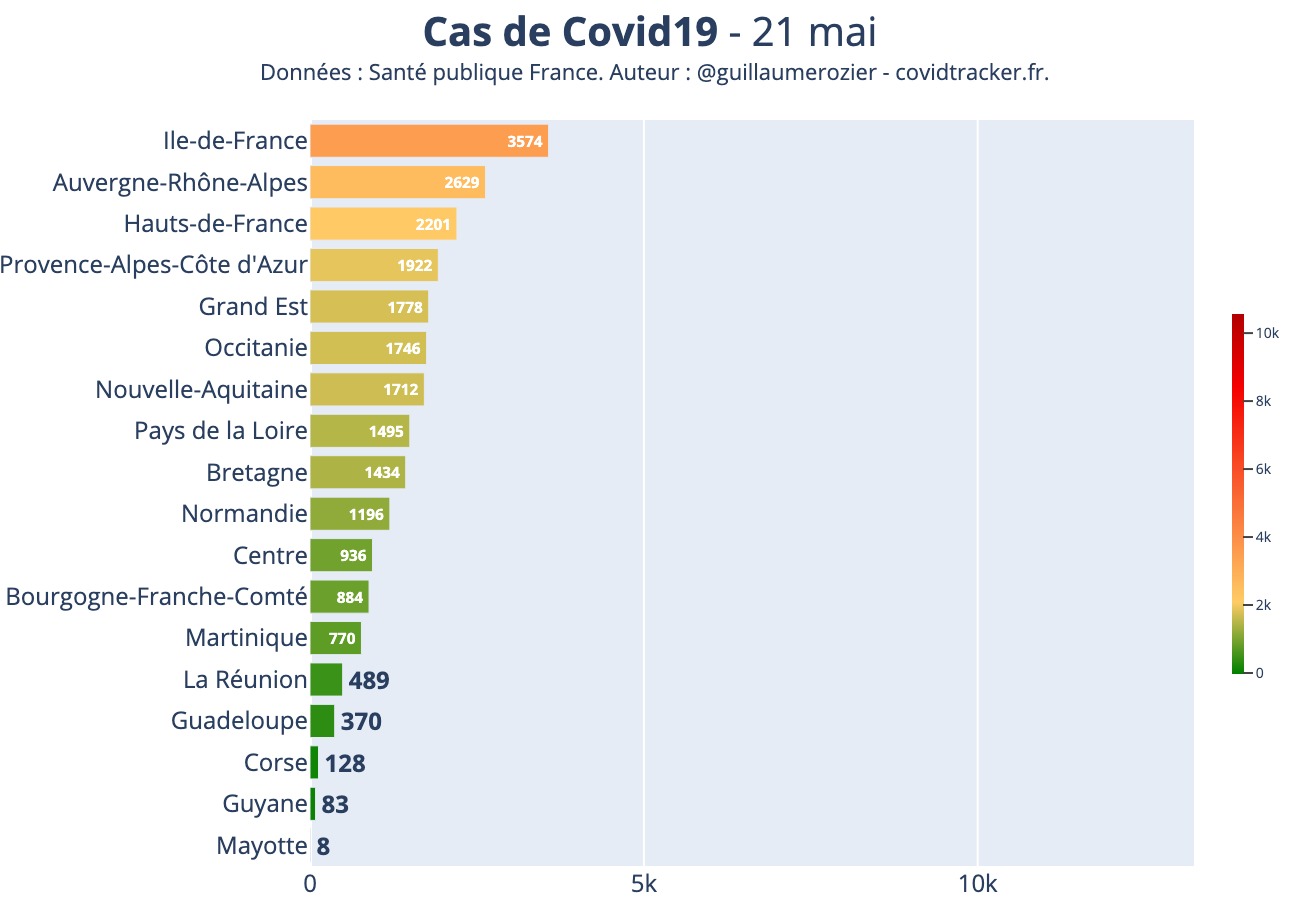 Cas de Covid19 - 21 mai
Données : Santé publique France. Auteur : @guillaumerozier - covidtracker.fr.
Ile-de-France 3574
Auvergne-Rhône-Alpes 2629
Hauts-de-France 2201
Provence-Alpes-Côte d'Azur 1922
Grand Est 1778
Occitanie 1746
Nouvelle-Aquitaine 1712
Pays de la Loire 1495
Bretagne 1434
Normandie 1196
Centre 936
Bourgogne-Franche-Comté 884
Martinique 770
La Réunion 489
Guadeloupe 370
Corse 128
Guyane 83
Mayotte 8
0 5k 10k
10k
8k
6k
4k
2k
0